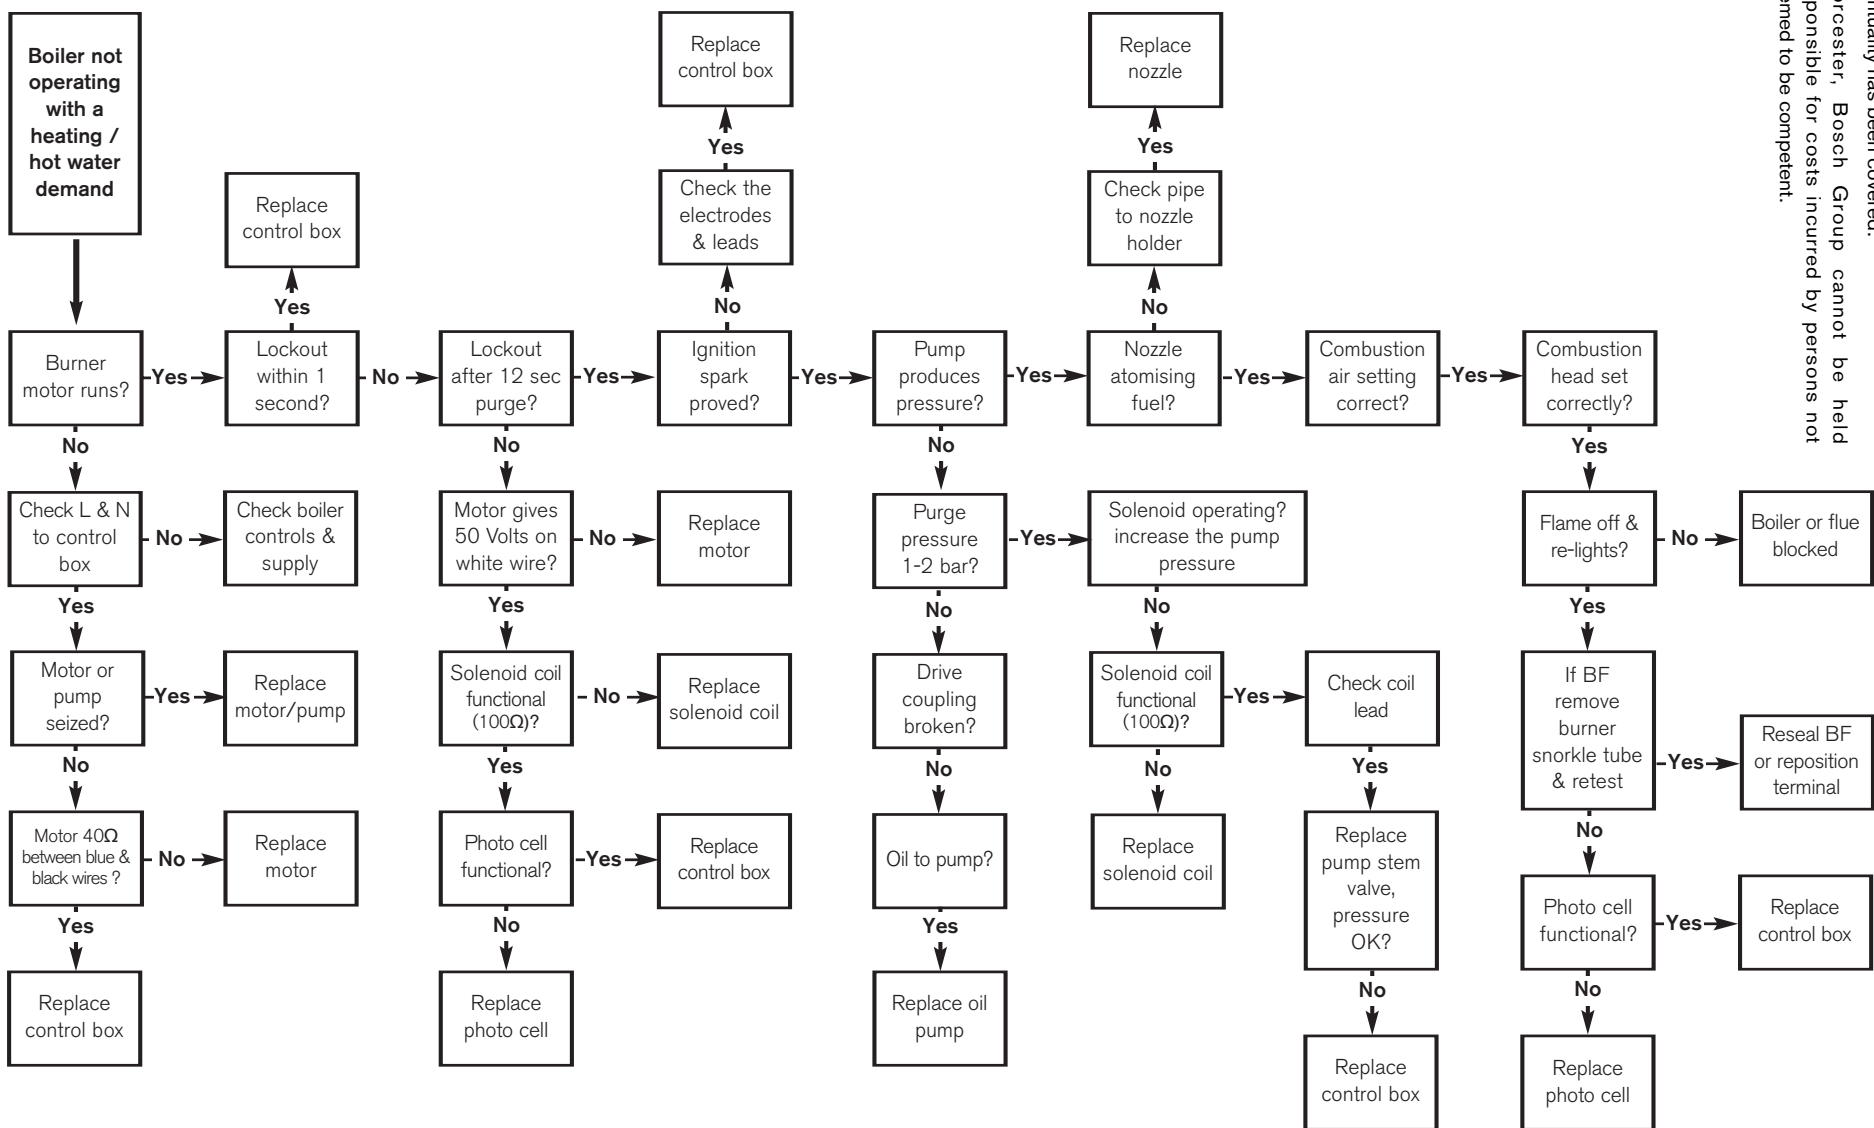 Boiler not
operating
with a
heating /
hot water
demand
Burner
motor runs?
Yes
No
Check L & N
to control
box
No
Check boiler
controls &
supply
Yes
Motor or
pump
seized?
Yes
Replace
motor/pump
No
Motor 40Ω
between blue &
black wires ?
No
Replace
motor
Yes
Replace
control box
Lockout
within 1
second?
Yes
Replace
control box
No
Lockout
after 12 sec
purge?
Yes
No
Motor gives
50 Volts on
white wire?
No
Replace
motor
Yes
Solenoid coil
functional
(100Ω)?
No
Replace
solenoid coil
Yes
Photo cell
functional?
Yes
Replace
control box
No
Replace
photo cell
Ignition
spark
proved?
No
Check the
electrodes
& leads
Yes
Replace
control box
Yes
Pump
produces
pressure?
Yes
No
Purge
pressure
1-2 bar?
Yes
Solenoid operating?
increase the pump
pressure
No
Solenoid coil
functional
(100Ω)?
Yes
Check coil
lead
Yes
Replace
pump stem
valve,
pressure
OK?
No
Replace
control box
No
Replace
solenoid coil
No
Drive
coupling
broken?
No
Oil to pump?
Yes
Replace oil
pump
Nozzle
atomising
fuel?
No
Check pipe
to nozzle
holder
Yes
Replace
nozzle
Yes
Combustion
air setting
correct?
Yes
Combustion
head set
correctly?
Yes
Flame off &
re-lights?
No
Boiler or flue
blocked
Yes
If BF
remove
burner
snorkle tube
& retest
Yes
Reseal BF
or reposition
terminal
No
Photo cell
functional?
Yes
Replace
control box
No
Replace
photo cell
has been covered.
Bosch Group cannot be held
for costs incurred by persons not
to be competent.